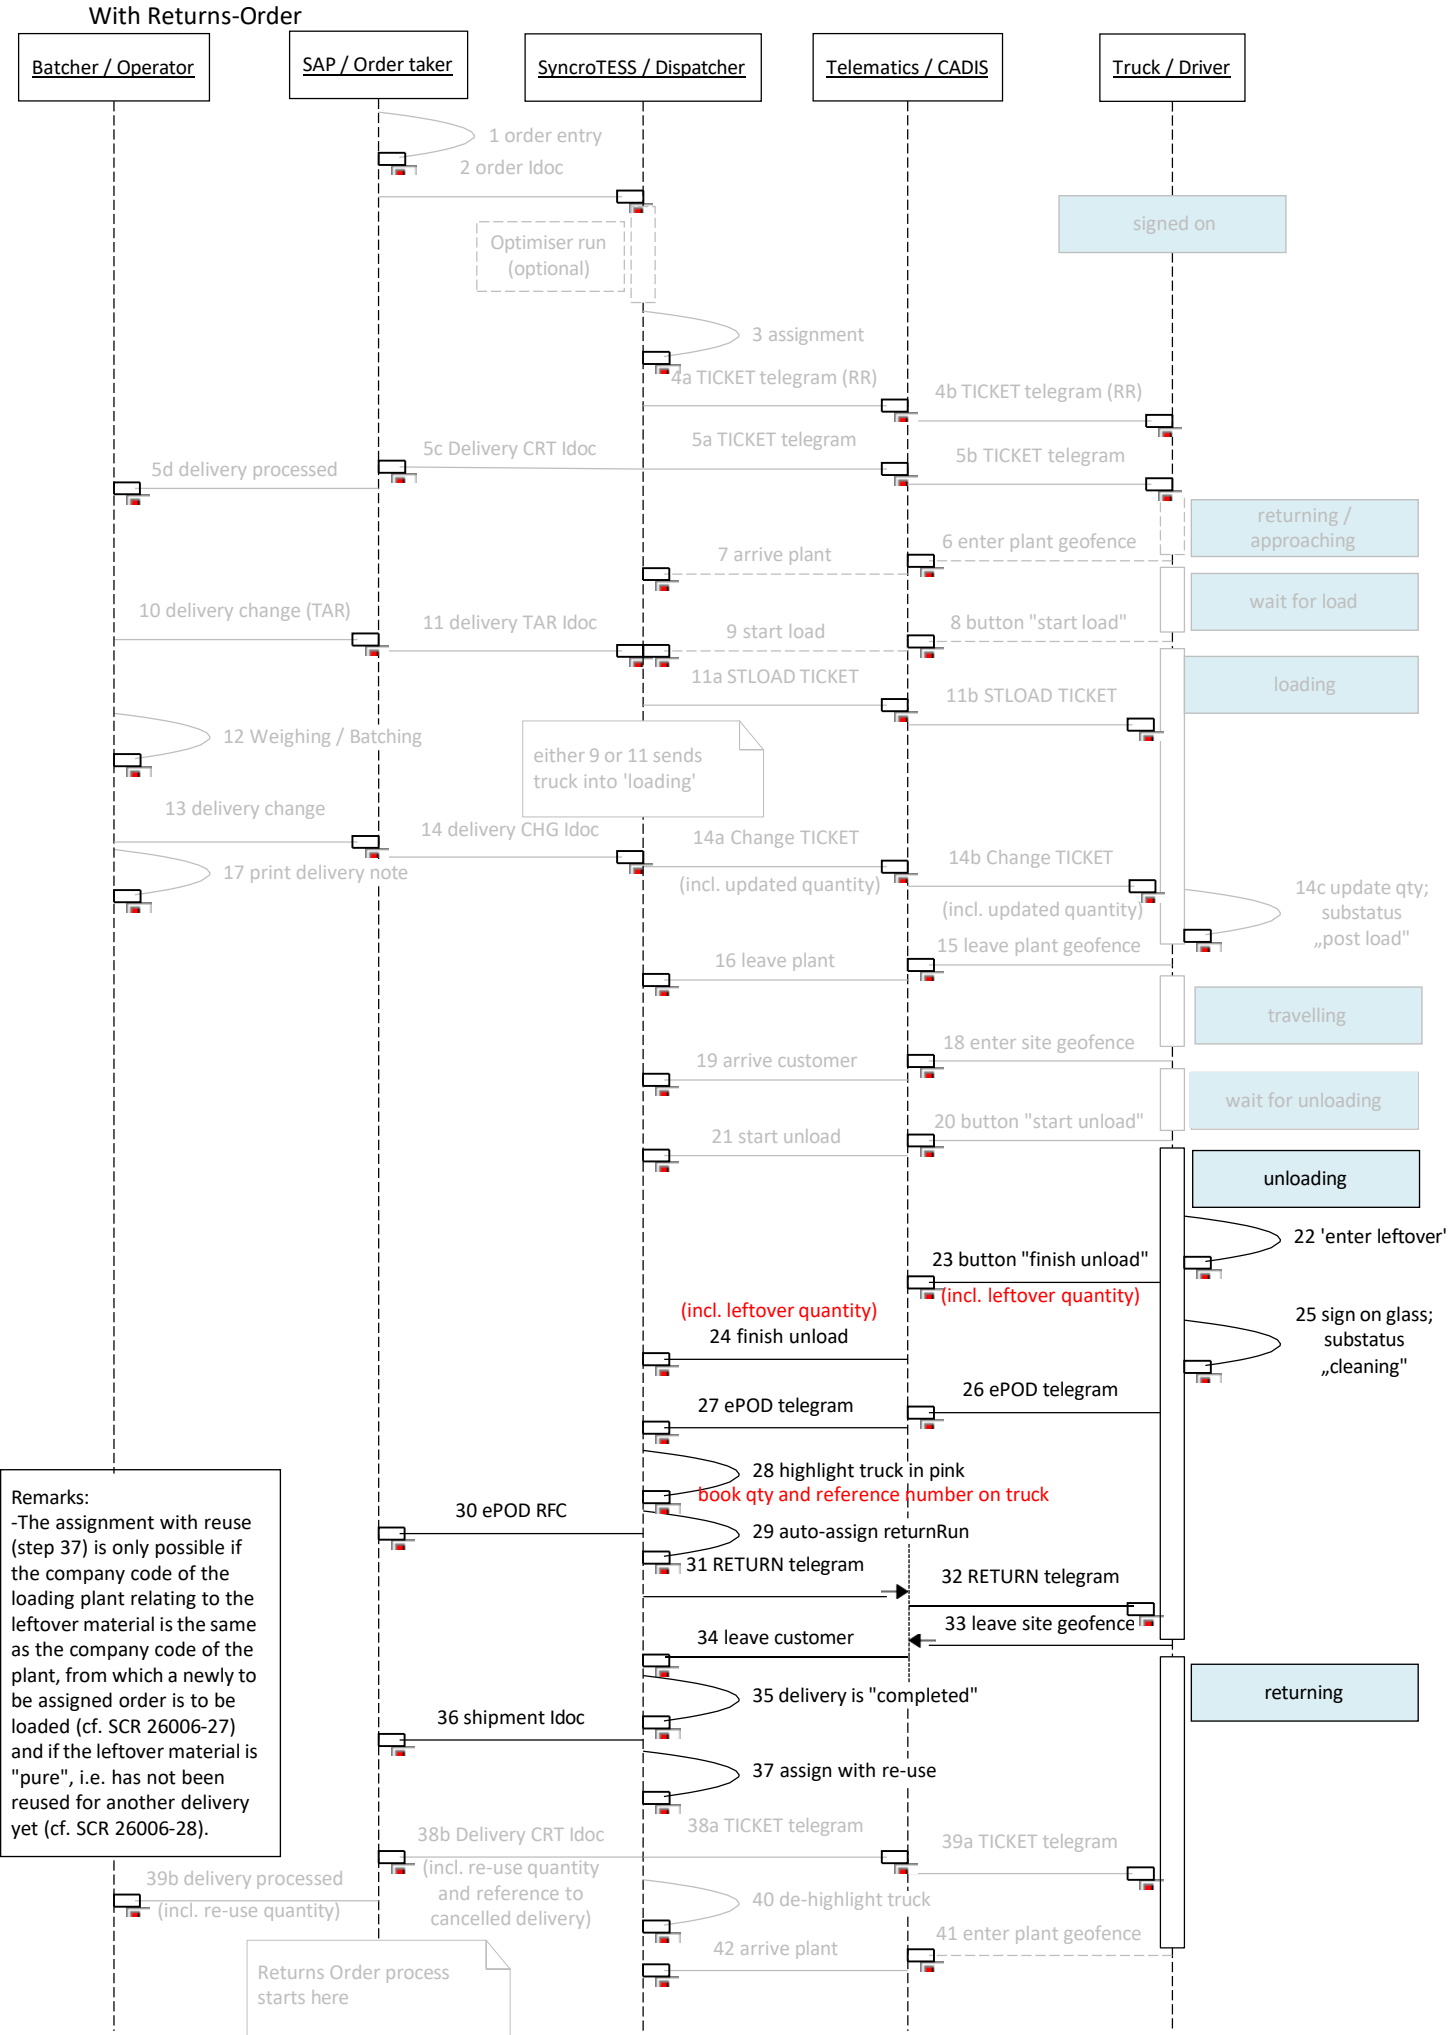 With Returns-Order
Batcher / Operator
SAP / Order taker
SyncroTESS / Dispatcher
Telematics / CADIS
Truck / Driver
1 order entry
2 order Idoc
signed on
Optimiser run
(optional)
3 assignment
4a TICKET telegram (RR)
4b TICKET telegram (RR)
5a TICKET telegram
5c Delivery CRT Idoc
5b TICKET telegram
5d delivery processed
returning /
approaching
6 enter plant geofence
7 arrive plant
wait for load
10 delivery change (TAR)
11 delivery TAR Idoc
9 start load
8 button "start load"
11a STLOAD TICKET
11b STLOAD TICKET
loading
12 Weighing / Batching
either 9 or 11 sends
truck into 'loading'
13 delivery change
14 delivery CHG Idoc
14a Change TICKET
(incl. updated quantity)
14b Change TICKET
(incl. updated quantity)
17 print delivery note
14c update qty;
substatus
„post load"
15 leave plant geofence
16 leave plant
travelling
18 enter site geofence
19 arrive customer
wait for unloading
20 button "start unload"
21 start unload
unloading
22 'enter leftover'
23 button "finish unload"
(incl. leftover quantity)
(incl. leftover quantity)
24 finish unload
25 sign on glass;
substatus
„cleaning"
26 ePOD telegram
27 ePOD telegram
28 highlight truck in pink
book qty and reference number on truck
30 ePOD RFC
29 auto-assign returnRun
31 RETURN telegram
32 RETURN telegram
33 leave site geofence
34 leave customer
35 delivery is "completed"
returning
36 shipment Idoc
37 assign with re-use
Remarks:
-The assignment with reuse
(step 37) is only possible if
the company code of the
loading plant relating to the
leftover material is the same
as the company code of the
plant, from which a newly to
be assigned order is to be
loaded (cf. SCR 26006-27)
and if the leftover material is
"pure", i.e. has not been
reused for another delivery
yet (cf. SCR 26006-28).
38a TICKET telegram
38b Delivery CRT Idoc
(incl. re-use quantity
and reference to
cancelled delivery)
39a TICKET telegram
39b delivery processed
(incl. re-use quantity)
40 de-highlight truck
41 enter plant geofence
42 arrive plant
Returns Order process
starts here